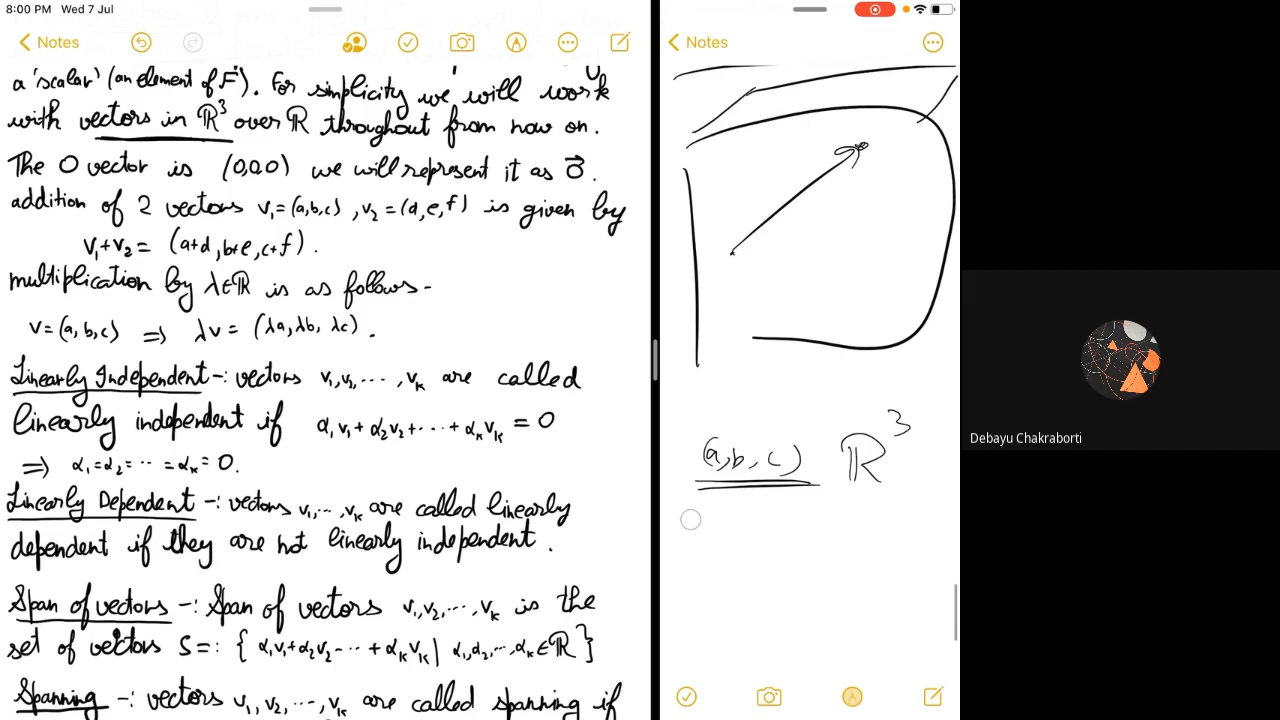 8:00 PM Wed 7 Jul
Notes
a 'scalar' (an element of F). For simplicity we will work
with vectors in ℝ³ over ℝ throughout from now on.
The 0 vector is (0,0,0) we will represent it as 0⃗.
addition of 2 vectors v₁=(a,b,c), v₂=(d,e,f) is given by
v₁+v₂= (a+d, b+e, c+f).
multiplication by λ∈ℝ is as follows-
v=(a,b,c) ⇒ λv= (λa,λb, λc).
Linearly Independent-: vectors v₁,v₁,...,vₖ are called
linearly independent if α₁v₁+α₂v₂+...+αₖvₖ = 0
⇒ α₁=α₂=...=αₖ=0.
Linearly Dependent-: vectors v₁,...,vₖ are called linearly
dependent if they are not linearly independent.
Span of vectors-: Span of vectors v₁,v₂,...,vₖ is the
set of vectors S=: { α₁v₁+α₂v₂...+αₖvₖ| α₁,α₂,...,αₖ∈ℝ }
Spanning-: vectors v₁,v₂,...,vₖ are called spanning if
Notes
(a,b,c) ℝ³
Debayu Chakraborti